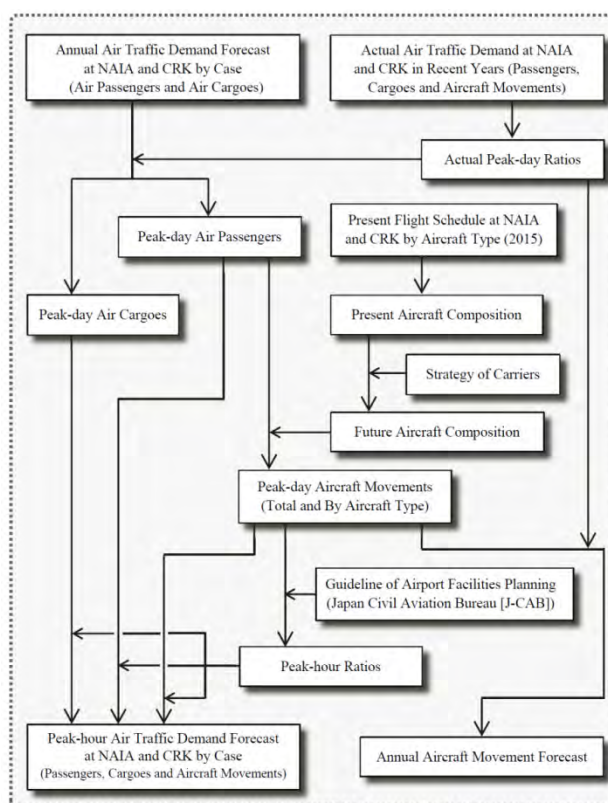 Annual Air Traffic Demand Forecast
at NAIA and CRK by Case
(Air Passengers and Air Cargoes)
Actual Air Traffic Demand at NAIA
and CRK in Recent Years (Passengers,
Cargoes and Aircraft Movements)
Actual Peak-day Ratios
Peak-day Air Passengers
Present Flight Schedule at NAIA
and CRK by Aircraft Type (2015)
Peak-day Air Cargoes
Present Aircraft Composition
Strategy of Carriers
Future Aircraft Composition
Peak-day Aircraft Movements
(Total and By Aircraft Type)
Guideline of Airport Facilities Planning
(Japan Civil Aviation Bureau [J-CAB])
Peak-hour Ratios
Peak-hour Air Traffic Demand Forecast
at NAIA and CRK by Case
(Passengers, Cargoes and Aircraft Movements)
Annual Aircraft Movement Forecast